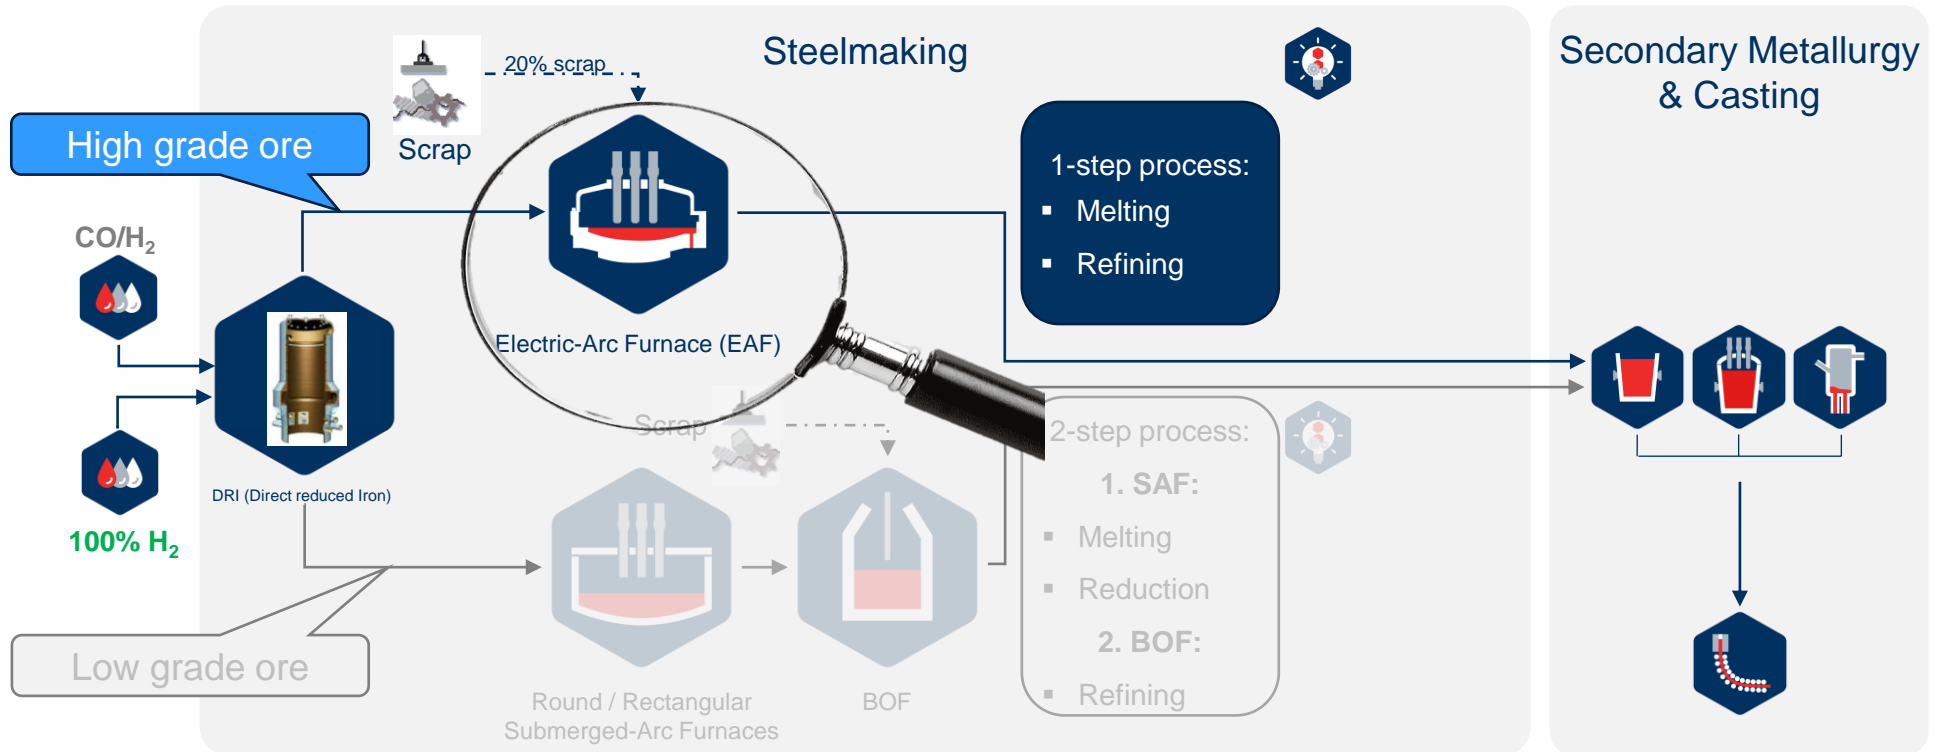 Steelmaking
Secondary Metallurgy
& Casting
20% scrap
Scrap
High grade ore
1-step process:
▪ Melting
▪ Refining
CO/H₂
Electric-Arc Furnace (EAF)
DRI (Direct reduced Iron)
100% H₂
Scrap
2-step process:
1. SAF:
▪ Melting
▪ Reduction
2. BOF:
▪ Refining
Low grade ore
Round / Rectangular
Submerged-Arc Furnaces
BOF